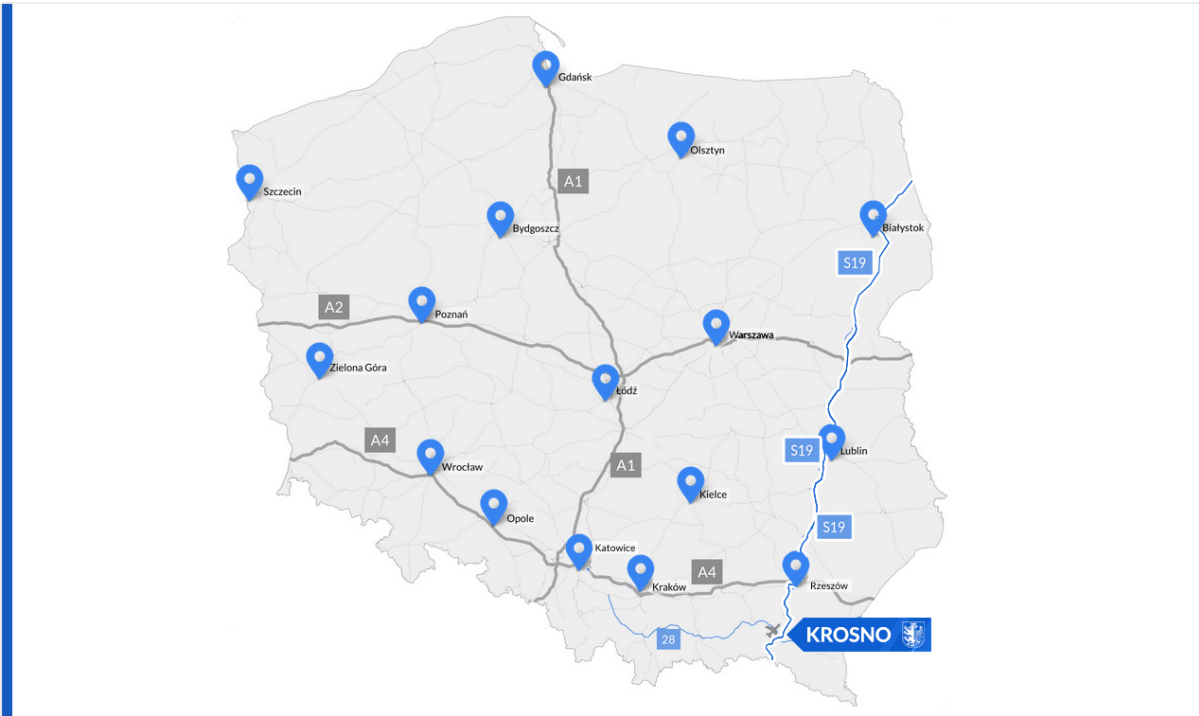 Gdańsk
Olsztyn
A1
Szczecin
Bydgoszcz
Białystok
S19
A2
Poznań
Warszawa
Zielona Góra
Łódź
A4
S19
Lublin
Wrocław
A1
Kielce
Opole
S19
Katowice
A4
Kraków
Rzeszów
28
KROSNO